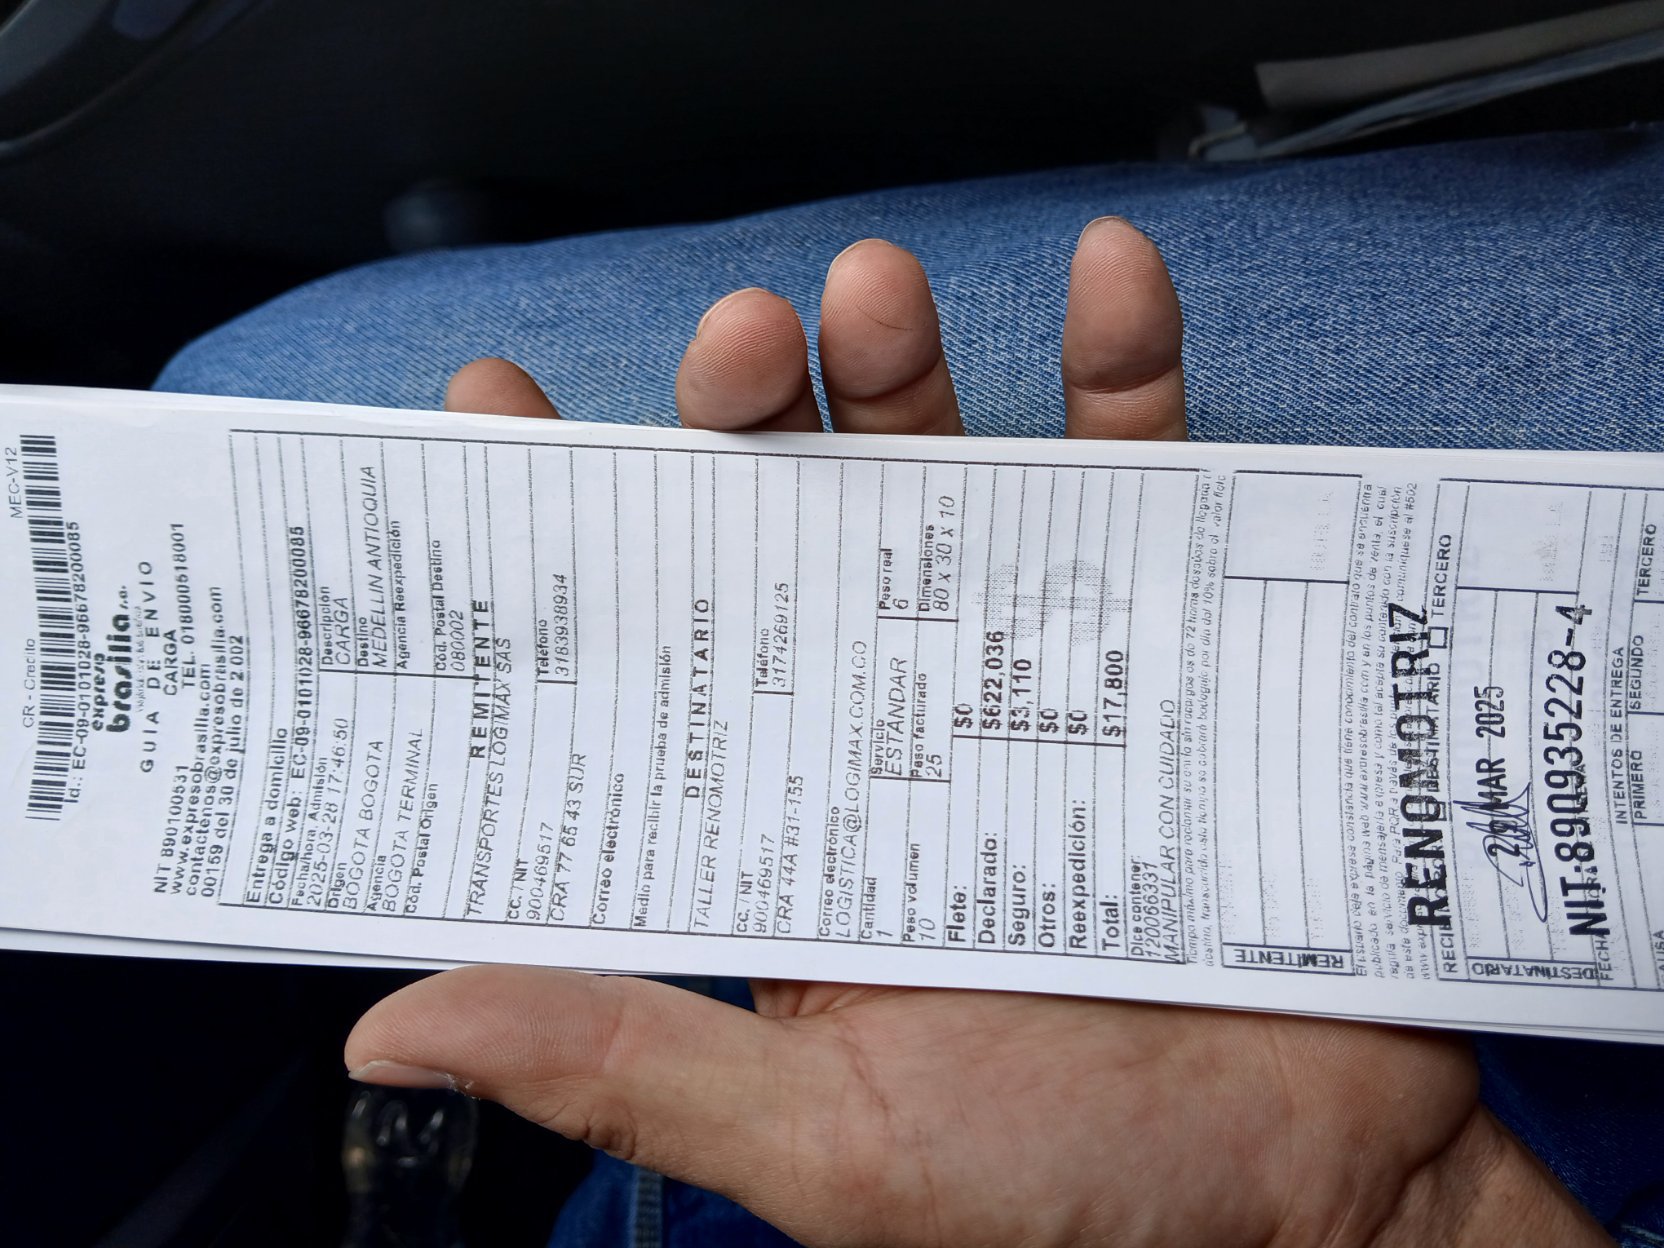 CR - Crecito MEC-V12
Id.: EC-09-0101028-96678200085
expreso
brasilia s.a.
GUIA DE ENVIO
CARGA
NIT 890100531 TEL. 018000518001
www.expresobrasilia.com
contactenos@expresobrasilia.com
00159 del 30 de julio de 2.002
Entrega a domicilio
Código web: EC-09-0101028-96678200085
Fecha/hora. Admisión Descripción
2025-03-28 17:46:50 CARGA
Origen Destino
BOGOTA BOGOTA MEDELLIN ANTIOQUIA
Agencia Agencia Reexpedición
BOGOTA TERMINAL
Cód. Postal Origen Cód. Postal Destino
080002
REMITENTE
TRANSPORTES LOGIMAX SAS
CC. / NIT Teléfono
900469517 3183938934
CRA 77 65 43 SUR
Correo electrónico
Medio para recibir la prueba de admisión
DESTINATARIO
TALLER RENOMOTRIZ
CC. / NIT Teléfono
900469517 3174269125
CRA 44A #31-155
Correo electrónico
LOGISTICA@LOGIMAX.COM.CO
Cantidad Servicio Peso real
1 ESTANDAR 6
Peso volumen Peso facturado Dimensiones
10 25 80 X 30 X 10
Flete: $0
Declarado: $622,036
Seguro: $3,110
Otros: $0
Reexpedición: $0
Total: $17,800
Dice contener:
120066331
MANIPULAR CON CUIDADO
REMITENTE
TERCERO
RENOMOTRIZ
29 MAR 2025
DESTINATARIO
NIT:890935228-4
INTENTOS DE ENTREGA
PRIMERO SEGUNDO TERCERO